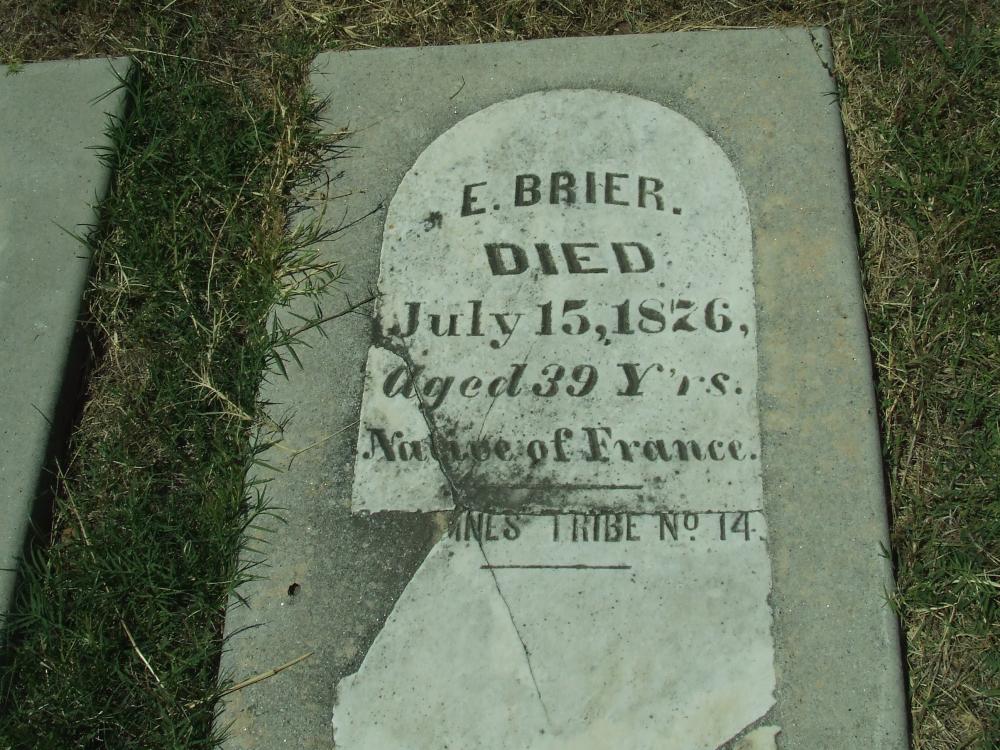 E. BRIER.
DIED
July 15, 1876,
aged 39 Y'rs.
Native of France.
TRIBE No. 14.